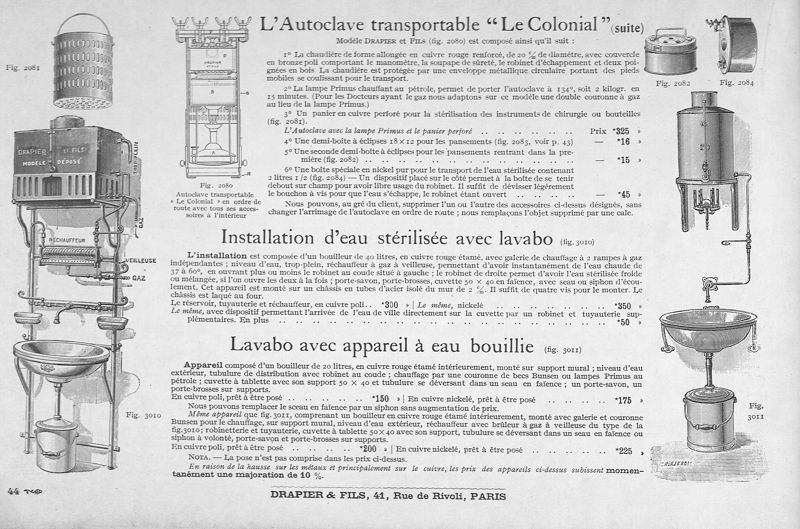 L'Autoclave transportable "Le Colonial" (suite)
Modèle DRAPIER et FILS (fig. 2080) est composé ainsi qu'il suit :
1º La chaudière de forme allongée en cuivre rouge renforcé, de 20 c/m de diamètre, avec couvercle
en bronze poli comportant le manomètre, la soupape de sûreté, le robinet d'échappement et deux poi-
gnées en bois La chaudière est protégée par une enveloppe métallique circulaire portant des pieds
mobiles se coulissant pour le transport.
2º La lampe Primus chauffant au pétrole, permet de porter l'autoclave à 134º, soit 2 kilogr. en
15 minutes. (Pour les Docteurs ayant le gaz nous adaptons sur ce modèle une double couronne à gaz
au lieu de la lampe Primus.)
3º Un panier en cuivre perforé pour la stérilisation des instruments de chirurgie ou bouteilles
(fig. 2081).
L'Autoclave avec la lampe Primus et le panier perforé .. .. .. .. .. .. Prix *325 »
4º Une demi-boîte à éclipses 18 × 12 pour les pansements (fig. 2083, voir p. 43) — *16 »
5º Une seconde demi-boîte à éclipses pour les pansements rentrant dans la pre-
mière (fig. 2082) .. .. .. .. .. .. .. .. .. .. .. — *15 »
6º Une boîte spéciale en nickel pur pour le transport de l'eau stérilisée contenant
2 litres 1/2 (fig. 2084) — Un dispositif placé sur le côté permet à la boîte de se tenir
debout sur champ pour avoir libre usage du robinet. Il suffit de dévisser légèrement
le bouchon à vis pour que l'eau s'échappe, le robinet étant ouvert .. .. .. .. — *45 »
Nous pouvons, au gré du client, supprimer l'un ou l'autre des accessoires ci-dessus désignés, sans
changer l'arrimage de l'autoclave en ordre de route ; nous remplaçons l'objet supprimé par une cale.
Fig. 2081
Fig. 2080
Autoclave transportable
« Le Colonial » en ordre de
route avec tous ses acces-
soires à l'intérieur
Fig. 2082
Fig. 2084
DRAPIER ET FILS
MODÈLE DÉPOSÉ
TROP PLEIN
RÉCHAUFFEUR
VEILLEUSE
GAZ
Installation d'eau stérilisée avec lavabo (fig. 3010)
L'installation est composée d'un bouilleur de 40 litres, en cuivre rouge étamé, avec galerie de chauffage à 2 rampes à gaz
indépendantes ; niveau d'eau, trop-plein, réchauffeur à gaz à veilleuse, permettant d'avoir instantanément de l'eau chaude de
37 à 60º, en ouvrant plus ou moins le robinet au coude situé à gauche ; le robinet de droite permet d'avoir l'eau stérilisée froide
ou mélangée, si l'on ouvre les deux à la fois ; porte-savon, porte-brosses, cuvette 50 × 40 en faïence, avec seau ou siphon d'écou-
lement. Cet appareil est monté sur un châssis en tubes d'acier isolé du mur de 2 c/m. Il suffit de quatre vis pour le monter. Le
châssis est laqué au four.
Le réservoir, tuyauterie et réchauffeur, en cuivre poli.. *300 » | Le même, nickelé .. .. .. .. .. .. .. *350 »
Le même, avec dispositif permettant l'arrivée de l'eau de ville directement sur la cuvette par un robinet et tuyauterie sup-
plémentaires. En plus .. .. .. .. .. .. .. .. .. .. .. .. .. .. *50 »
Lavabo avec appareil à eau bouillie (fig. 3011)
Appareil composé d'un bouilleur de 20 litres, en cuivre rouge étamé intérieurement, monté sur support mural ; niveau d'eau
extérieur, tubulure de distribution avec robinet au coude ; chauffage par une couronne de becs Bunsen ou lampes Primus au
pétrole ; cuvette à tablette avec son support 50 × 40 et tubulure se déversant dans un seau en faïence ; un porte-savon, un
porte-brosses sur supports.
En cuivre poli, prêt à être posé .. .. .. .. *150 » | En cuivre nickelé, prêt à être posé .. .. .. *175 »
Nous pouvons remplacer le sceau en faïence par un siphon sans augmentation de prix.
Même appareil que fig. 3011, comprenant un bouilleur en cuivre rouge étamé intérieurement, monté avec galerie et couronne
Bunsen pour le chauffage, sur support mural, niveau d'eau extérieur, réchauffeur avec brûleur à gaz à veilleuse du type de la
fig.3010; robinetterie et tuyauterie, cuvette à tablette 50×40 avec son support, tubulure se déversant dans un seau en faïence ou
siphon à volonté, porte-savon et porte-brosses sur supports.
En cuivre poli, prêt à être posé .. .. .. *200 » | En cuivre nickelé, prêt à être posé .. .. .. *225 »
NOTA. — La pose n'est pas comprise dans les prix ci-dessus.
En raison de la hausse sur les métaux et principalement sur le cuivre, les prix des appareils ci-dessus subissent momen-
tanément une majoration de 10 %.
Fig. 3010
Fig.
3011
44
DRAPIER & FILS, 41, Rue de Rivoli, PARIS